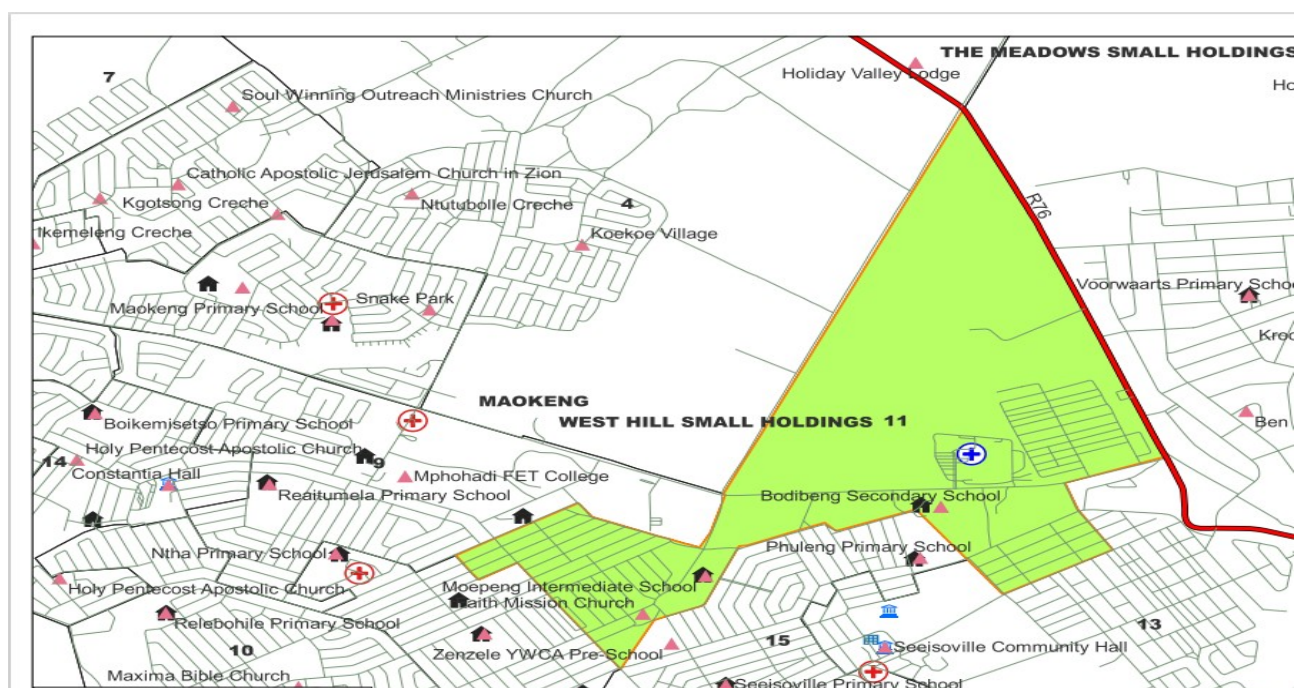 THE MEADOWS SMALL HOLDINGS
Holiday Valley Lodge
Ho
7
Soul Winning Outreach Ministries Church
Catholic Apostolic Jerusalem Church in Zion
Kgotsong Creche
Ntutubolle Creche
4
R76
Ikemeleng Creche
Koekoe Village
Voorwaarts Primary Schoo
Maokeng Primary School
Snake Park
Kroo
MAOKENG
WEST HILL SMALL HOLDINGS 11
Boikemisetso Primary School
Ben
Holy Pentecost Apostolic Church
14
9
Constantia Hall
Mphohadi FET College
Reaitumela Primary School
Bodibeng Secondary School
Ntha Primary School
Phuleng Primary School
Holy Pentecost Apostolic Church
Moepeng Intermediate School
Faith Mission Church
Relebohile Primary School
13
10
Zenzele YWCA Pre-School
15
Seeisoville Community Hall
Maxima Bible Church
Seeisoville Primary School